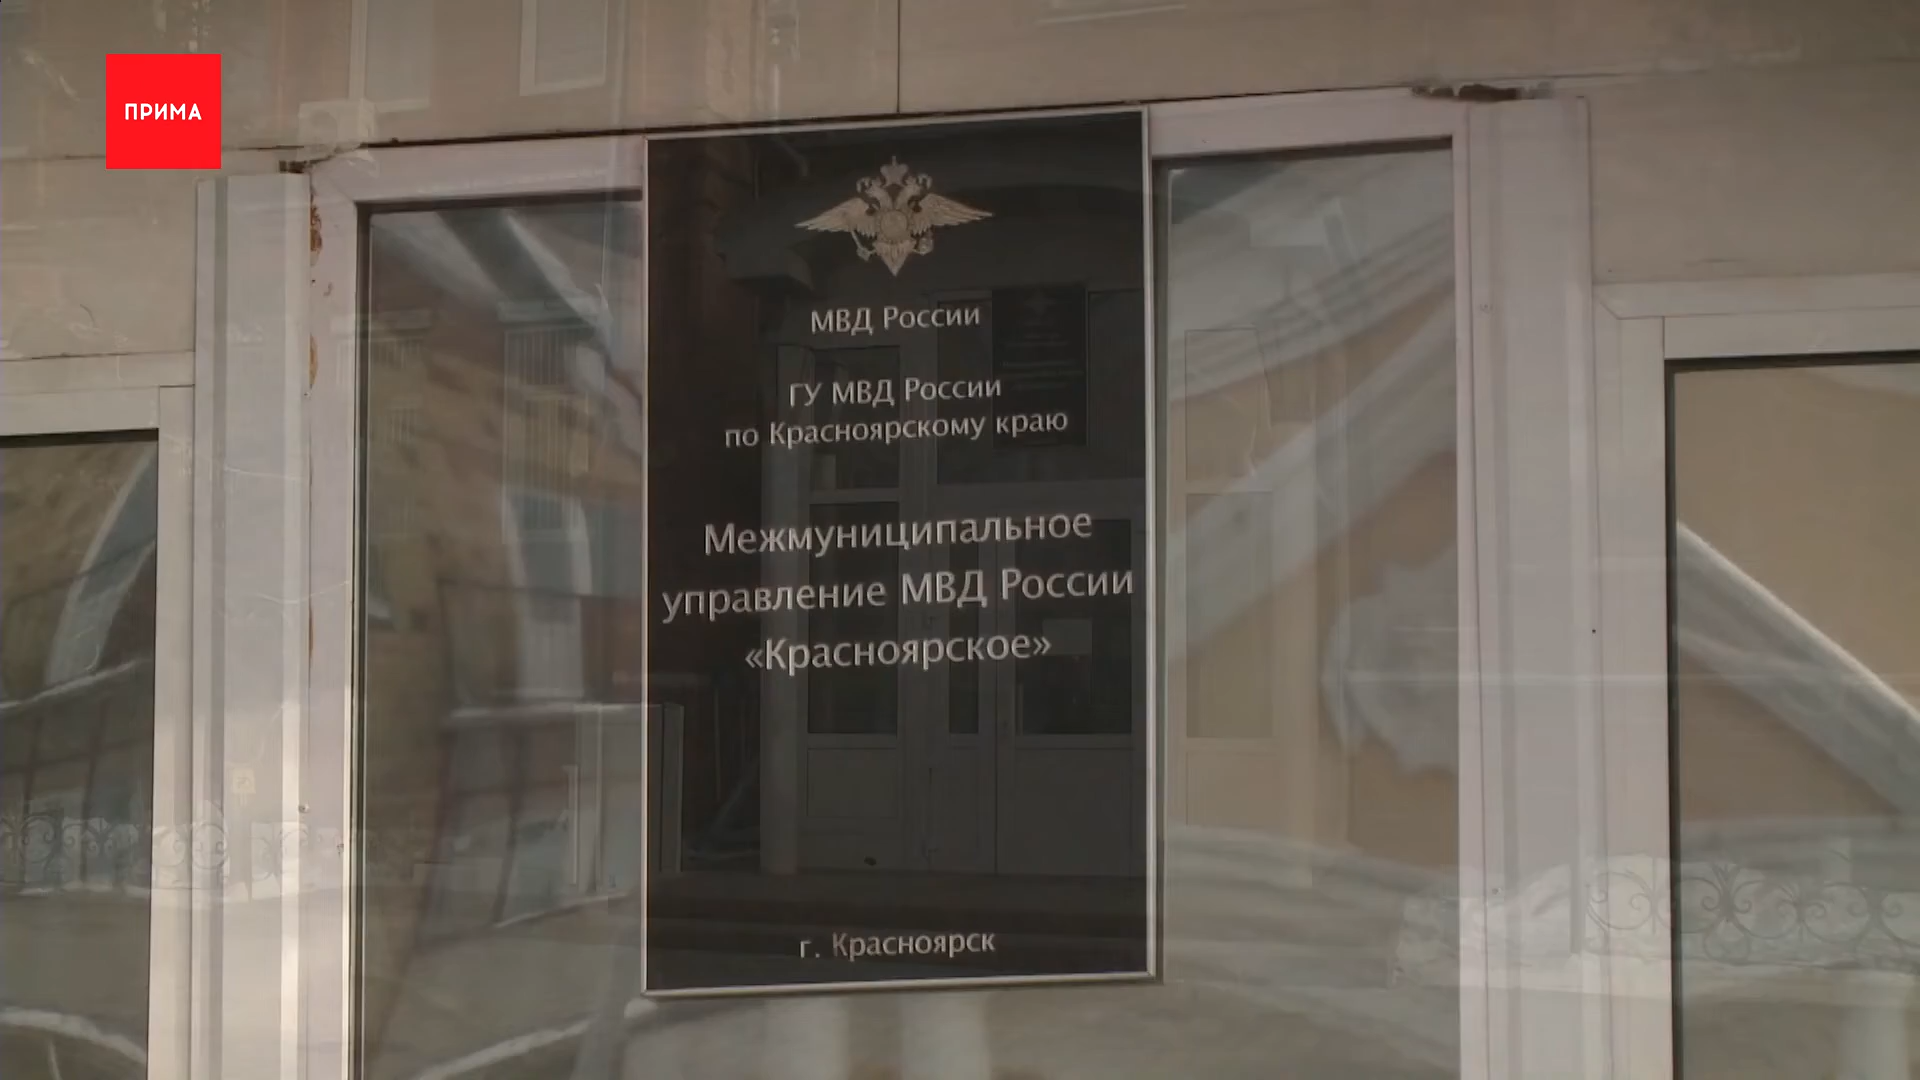 ПРИМА
МВД России
ГУ МВД России
по Красноярскому краю
Межмуниципальное
управление МВД России
«Красноярское»
г. Красноярск